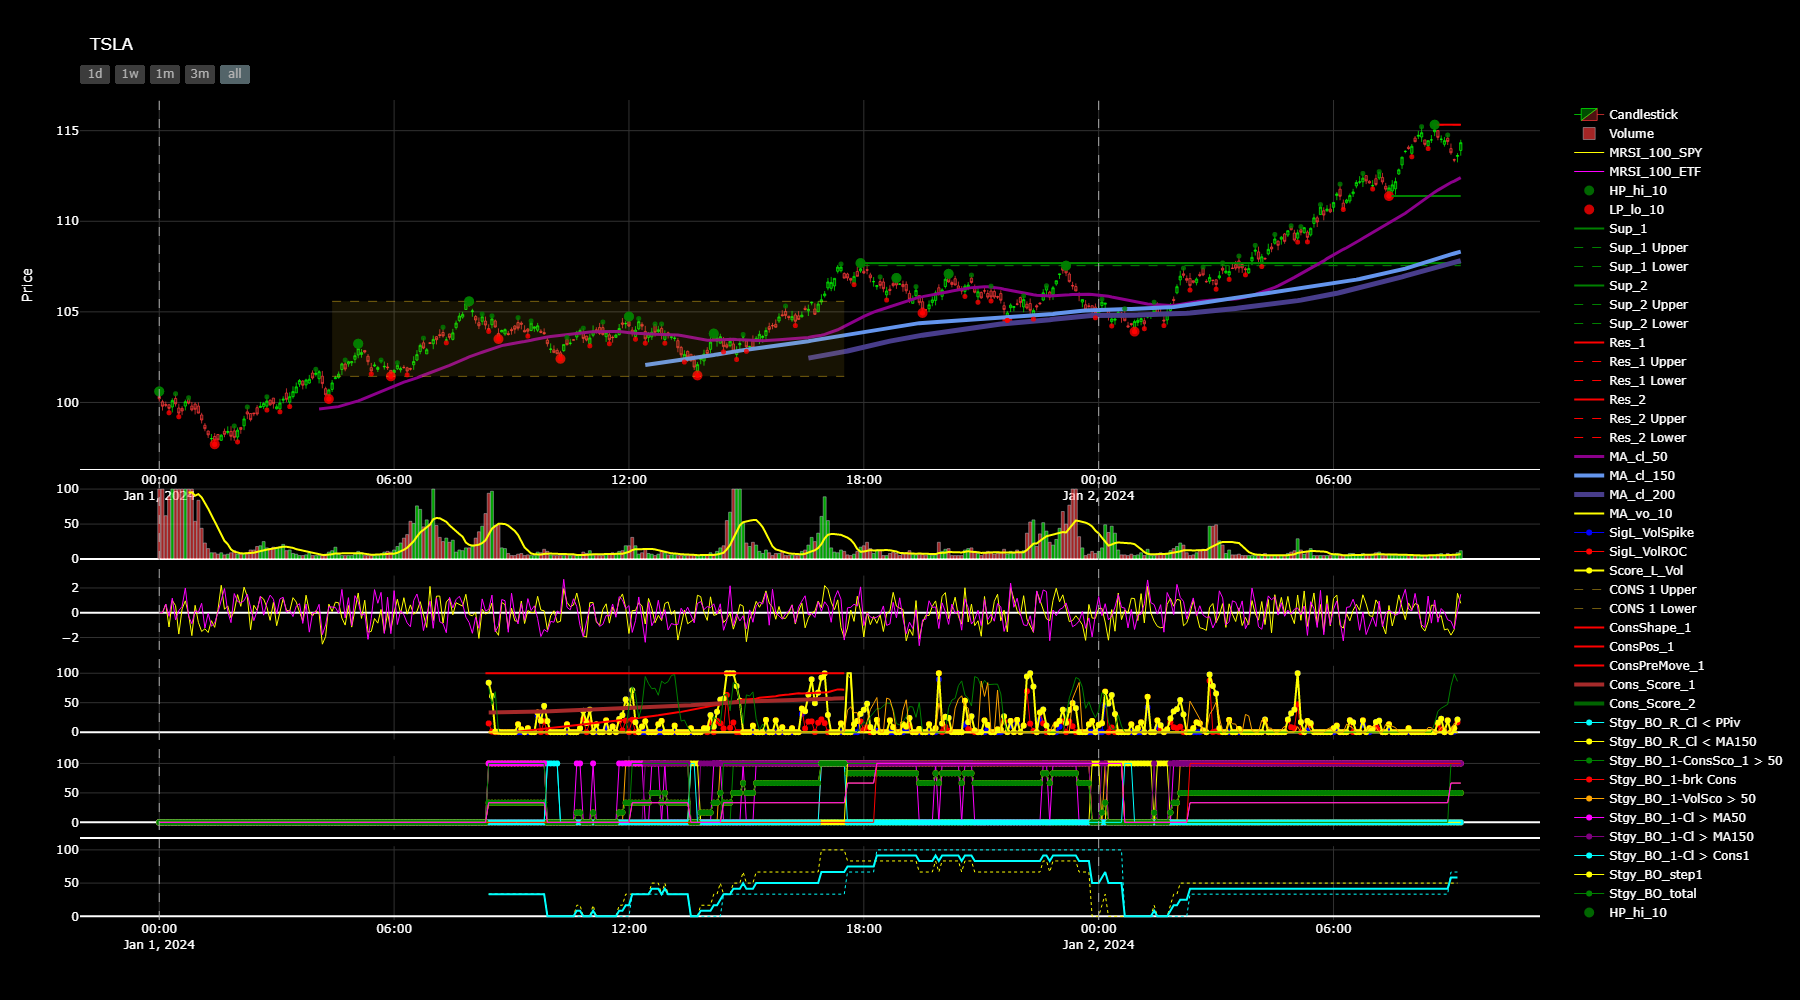 TSLA
1d 1w 1m 3m all
Price
115
110
105
100
00:00 06:00 12:00 18:00 00:00 06:00
Jan 1, 2024 Jan 2, 2024
100
50
0
2
0
−2
100
50
0
100
50
0
100
50
0
00:00 06:00 12:00 18:00 00:00 06:00
Jan 1, 2024 Jan 2, 2024
Candlestick
Volume
MRSI_100_SPY
MRSI_100_ETF
HP_hi_10
LP_lo_10
Sup_1
Sup_1 Upper
Sup_1 Lower
Sup_2
Sup_2 Upper
Sup_2 Lower
Res_1
Res_1 Upper
Res_1 Lower
Res_2
Res_2 Upper
Res_2 Lower
MA_cl_50
MA_cl_150
MA_cl_200
MA_vo_10
SigL_VolSpike
SigL_VolROC
Score_L_Vol
CONS 1 Upper
CONS 1 Lower
ConsShape_1
ConsPos_1
ConsPreMove_1
Cons_Score_1
Cons_Score_2
Stgy_BO_R_Cl < PPiv
Stgy_BO_R_Cl < MA150
Stgy_BO_1-ConsSco_1 > 50
Stgy_BO_1-brk Cons
Stgy_BO_1-VolSco > 50
Stgy_BO_1-Cl > MA50
Stgy_BO_1-Cl > MA150
Stgy_BO_1-Cl > Cons1
Stgy_BO_step1
Stgy_BO_total
HP_hi_10